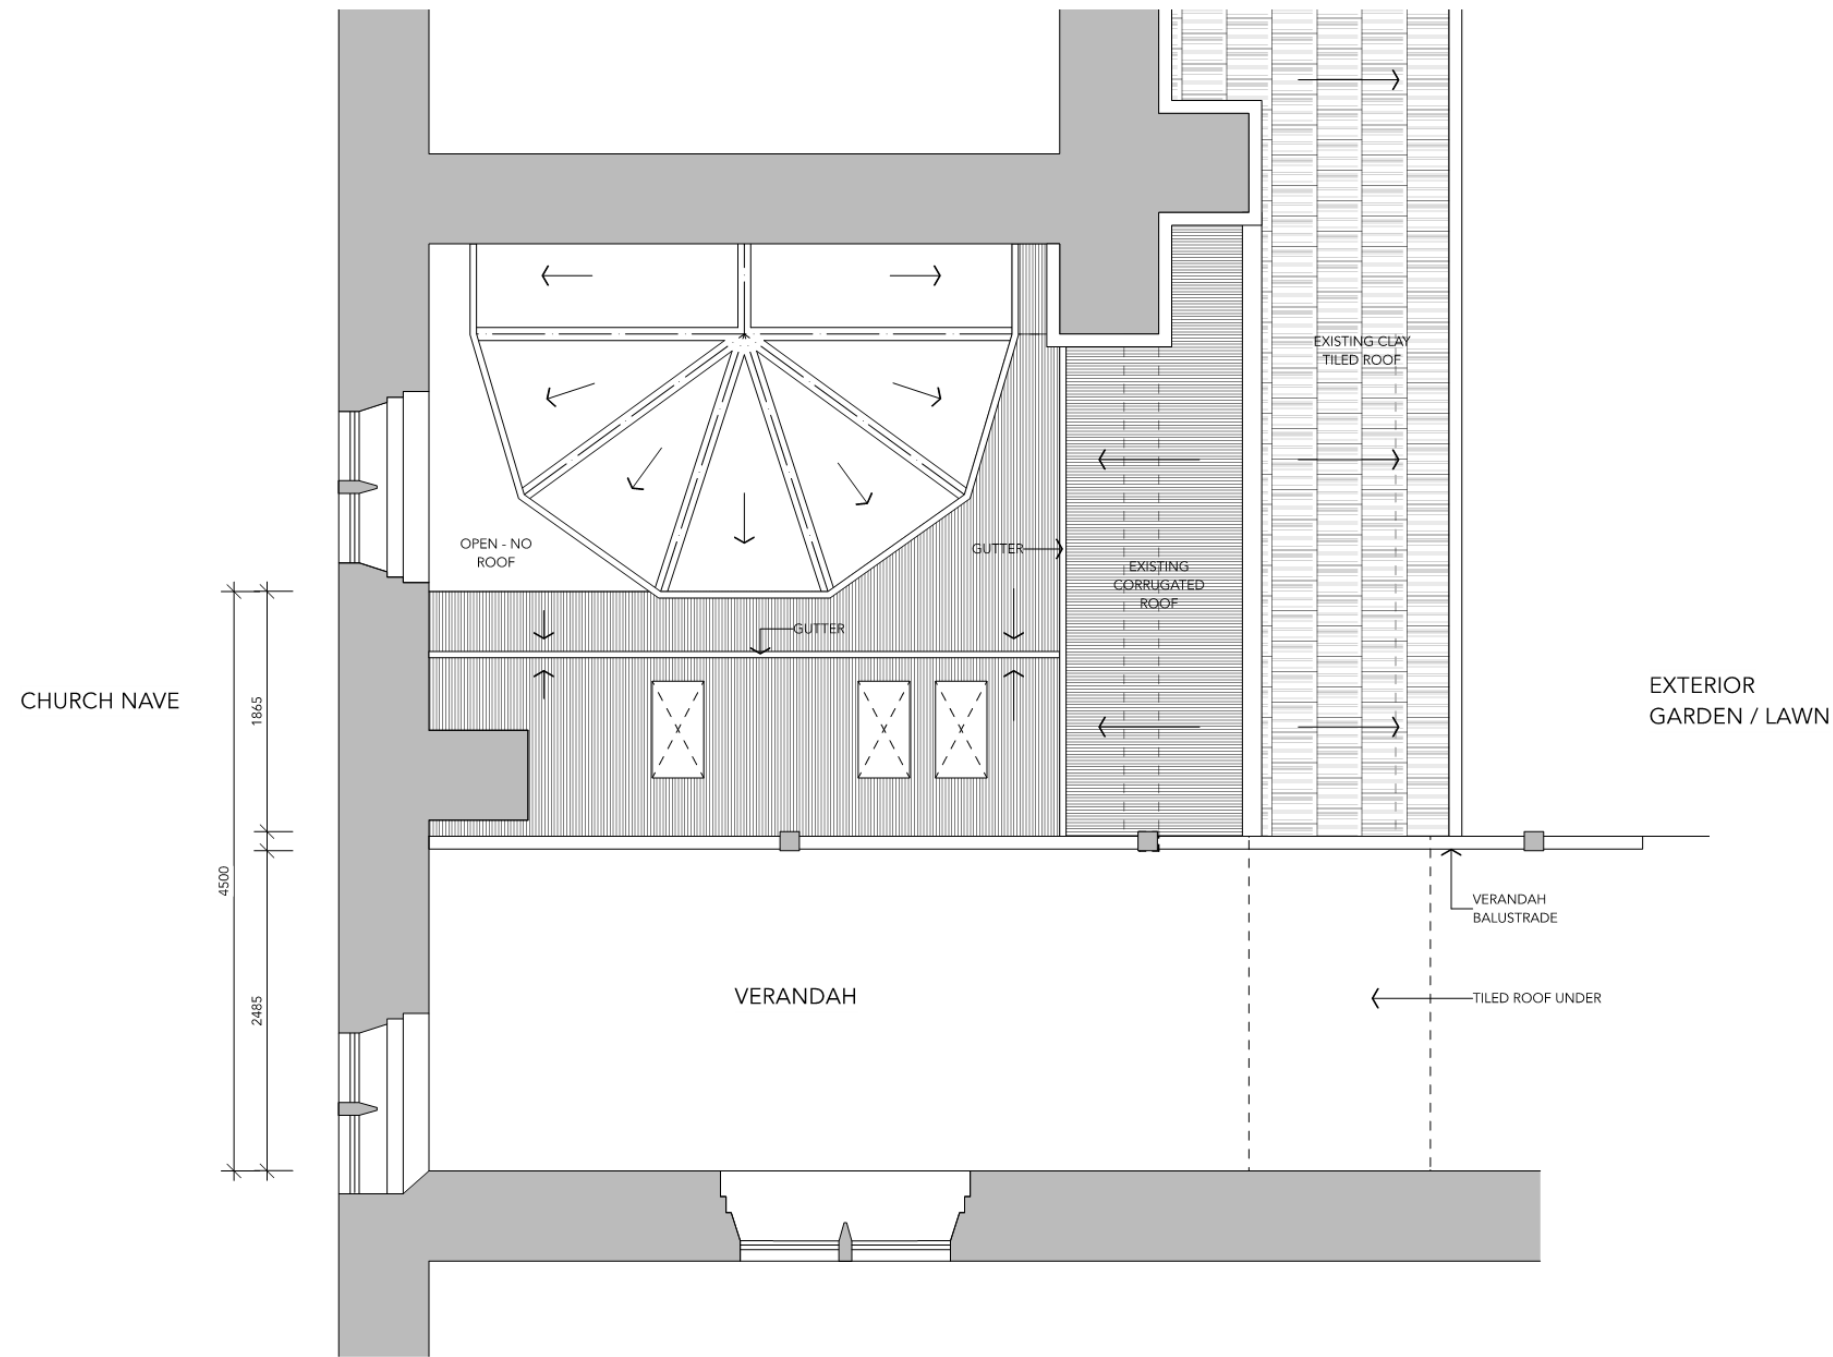 EXISTING CLAY
TILED ROOF
OPEN - NO
ROOF
GUTTER
EXISTING
CORRUGATED
ROOF
GUTTER
CHURCH NAVE
1865
EXTERIOR
GARDEN / LAWN
4500
VERANDAH
BALUSTRADE
VERANDAH
TILED ROOF UNDER
2485